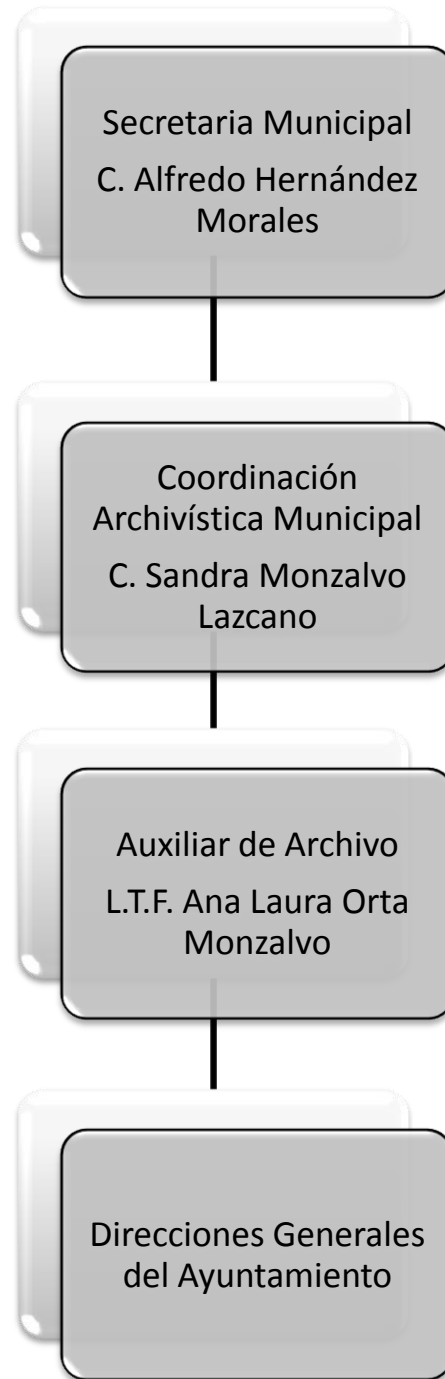 Secretaria Municipal
C. Alfredo Hernández
Morales
Coordinación
Archivística Municipal
C. Sandra Monzalvo
Lazcano
Auxiliar de Archivo
L.T.F. Ana Laura Orta
Monzalvo
Direcciones Generales
del Ayuntamiento